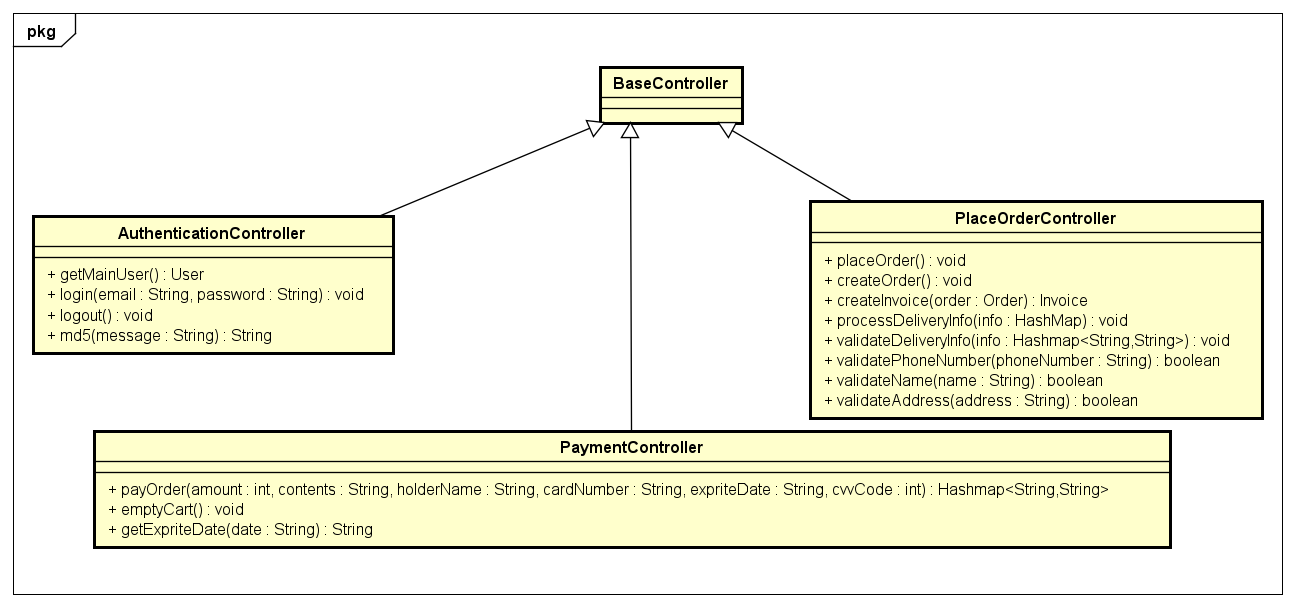 pkg
BaseController
AuthenticationController
+ getMainUser() : User
+ login(email : String, password : String) : void
+ logout() : void
+ md5(message : String) : String
PlaceOrderController
+ placeOrder() : void
+ createOrder() : void
+ createInvoice(order : Order) : Invoice
+ processDeliveryInfo(info : HashMap) : void
+ validateDeliveryInfo(info : Hashmap<String,String>) : void
+ validatePhoneNumber(phoneNumber : String) : boolean
+ validateName(name : String) : boolean
+ validateAddress(address : String) : boolean
PaymentController
+ payOrder(amount : int, contents : String, holderName : String, cardNumber : String, expriteDate : String, cvvCode : int) : Hashmap<String,String>
+ emptyCart() : void
+ getExpriteDate(date : String) : String